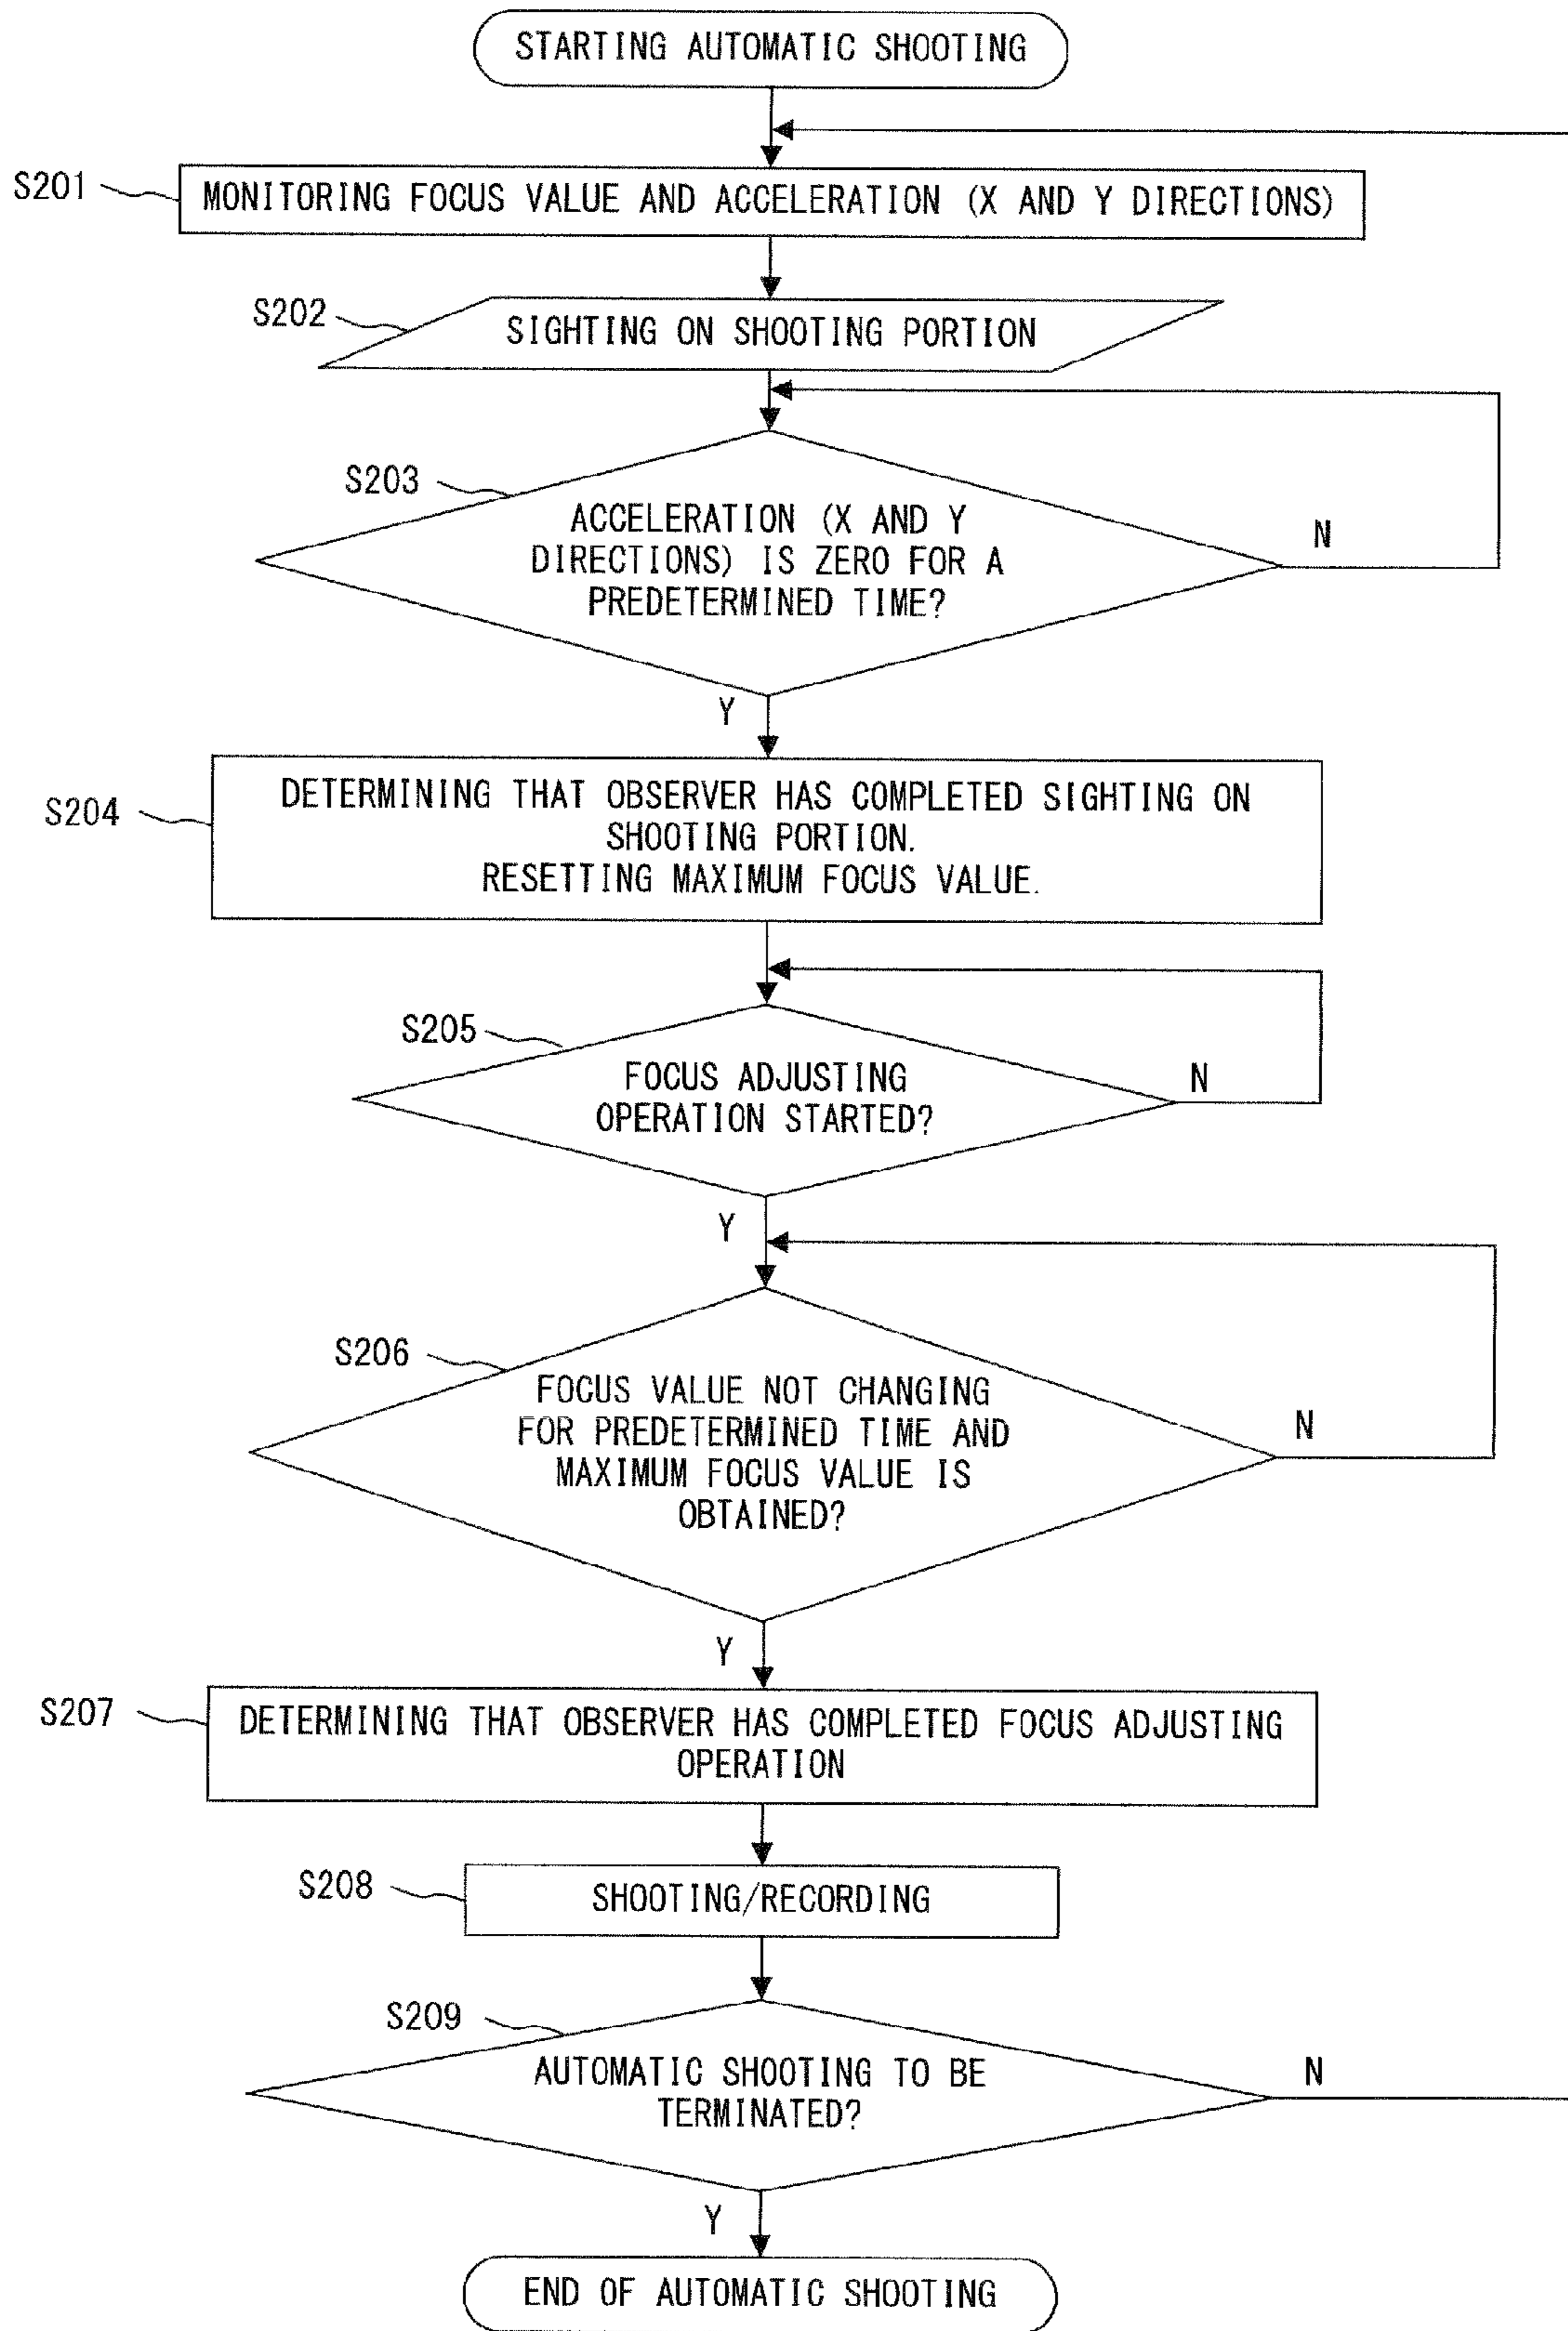 STARTING AUTOMATIC SHOOTING
S201
MONITORING FOCUS VALUE AND ACCELERATION (X AND Y DIRECTIONS)
S202
SIGHTING ON SHOOTING PORTION
S203
ACCELERATION (X AND Y
DIRECTIONS) IS ZERO FOR A
PREDETERMINED TIME?
N
Y
S204
DETERMINING THAT OBSERVER HAS COMPLETED SIGHTING ON
SHOOTING PORTION.
RESETTING MAXIMUM FOCUS VALUE.
S205
FOCUS ADJUSTING
OPERATION STARTED?
N
Y
S206
FOCUS VALUE NOT CHANGING
FOR PREDETERMINED TIME AND
MAXIMUM FOCUS VALUE IS
OBTAINED?
N
Y
S207
DETERMINING THAT OBSERVER HAS COMPLETED FOCUS ADJUSTING
OPERATION
S208
SHOOTING/RECORDING
S209
AUTOMATIC SHOOTING TO BE
TERMINATED?
N
Y
END OF AUTOMATIC SHOOTING